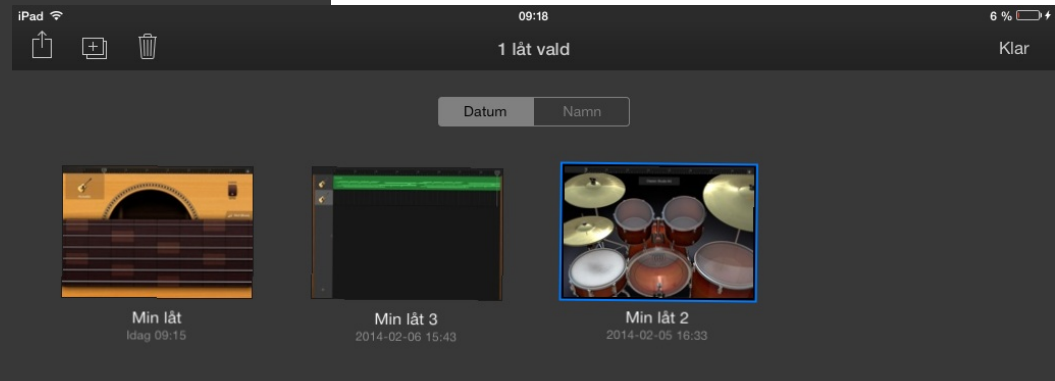 iPad 09:18 6 %
1 låt vald Klar
Datum Namn
Min låt Min låt 3 Min låt 2
Idag 09:15 2014-02-06 15:43 2014-02-05 16:33